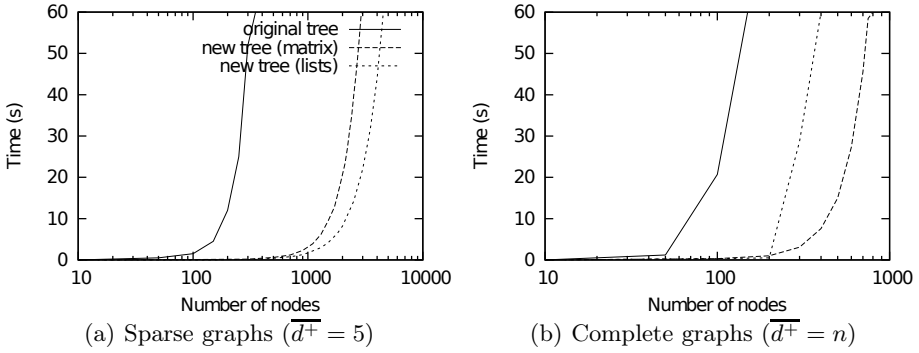 60
50
40
30
20
10
0
Time (s)
original tree
new tree (matrix)
new tree (lists)
10 100 1000 10000
Number of nodes
(a) Sparse graphs (d⁺ = 5)
60
50
40
30
20
10
0
Time (s)
10 100 1000
Number of nodes
(b) Complete graphs (d⁺ = n)